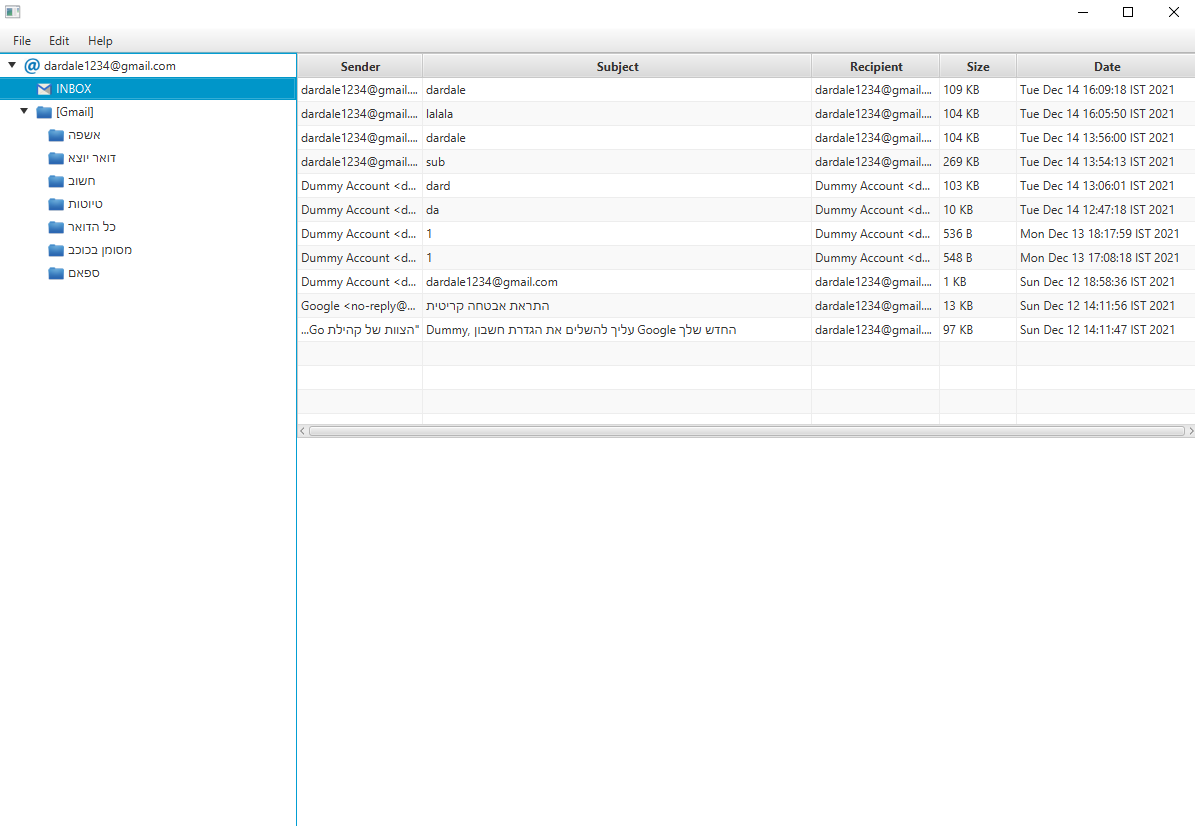 File Edit Help
dardale1234@gmail.com
INBOX
[Gmail]
אשפה
דואר יוצא
חשוב
טיוטות
כל הדואר
מסומן בכוכב
ספאם
Sender Subject Recipient Size Date
dardale1234@gmail.... dardale dardale1234@gmail.... 109 KB Tue Dec 14 16:09:18 IST 2021
dardale1234@gmail.... lalala dardale1234@gmail.... 104 KB Tue Dec 14 16:05:50 IST 2021
dardale1234@gmail.... dardale dardale1234@gmail.... 104 KB Tue Dec 14 13:56:00 IST 2021
dardale1234@gmail.... sub dardale1234@gmail.... 269 KB Tue Dec 14 13:54:13 IST 2021
Dummy Account <d... dard Dummy Account <d... 103 KB Tue Dec 14 13:06:01 IST 2021
Dummy Account <d... da Dummy Account <d... 10 KB Tue Dec 14 12:47:18 IST 2021
Dummy Account <d... 1 Dummy Account <d... 536 B Mon Dec 13 18:17:59 IST 2021
Dummy Account <d... 1 Dummy Account <d... 548 B Mon Dec 13 17:08:18 IST 2021
Dummy Account <d... dardale1234@gmail.com dardale1234@gmail.... 1 KB Sun Dec 12 18:58:36 IST 2021
Google <no-reply@... התראת אבטחה קריטית dardale1234@gmail.... 13 KB Sun Dec 12 14:11:56 IST 2021
"הצוות של קהילת Go... Dummy, עליך להשלים את הגדרת חשבון Google החדש שלך dardale1234@gmail.... 97 KB Sun Dec 12 14:11:47 IST 2021